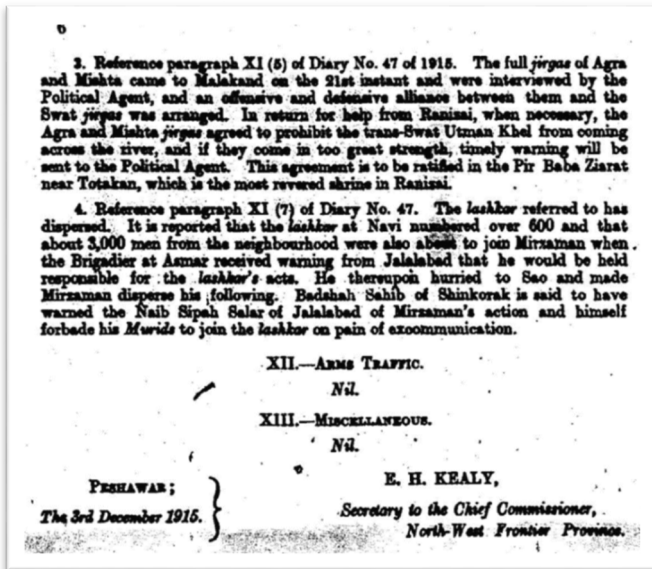 3. Reference paragraph XI (5) of Diary No. 47 of 1915. The full jirgas of Agra
and Mishta came to Malakand on the 21st instant and were interviewed by the
Political Agent, and an offensive and defensive alliance between them and the
Swat jirgas was arranged. In return for help from Ranizai, when necessary, the
Agra and Mishta jirgas agreed to prohibit the trans-Swat Utman Khel from coming
across the river, and if they come in too great strength, timely warning will be
sent to the Political Agent. This agreement is to be ratified in the Pir Baba Ziarat
near Totakan, which is the most revered shrine in Ranizai.
4. Reference paragraph XI (7) of Diary No. 47. The lashkar referred to has
dispersed. It is reported that the lashkar at Navi numbered over 600 and that
about 3,000 men from the neighbourhood were also about to join Mirzaman when
the Brigadier at Asmar received warning from Jalalabad that he would be held
responsible for the lashkar's acts. He thereupon hurried to Sao and made
Mirzaman disperse his following. Badshah Sahib of Shinkorak is said to have
warned the Naib Sipah Salar of Jalalabad of Mirzaman's action and himself
forbade his Murids to join the lashkar on pain of excommunication.
XII.—ARMS TRAFFIC.
Nil.
XIII.—MISCELLANEOUS.
Nil.
PESHAWAR;
The 3rd December 1915.
E. H. KEALY,
Secretary to the Chief Commissioner,
North-West Frontier Province.